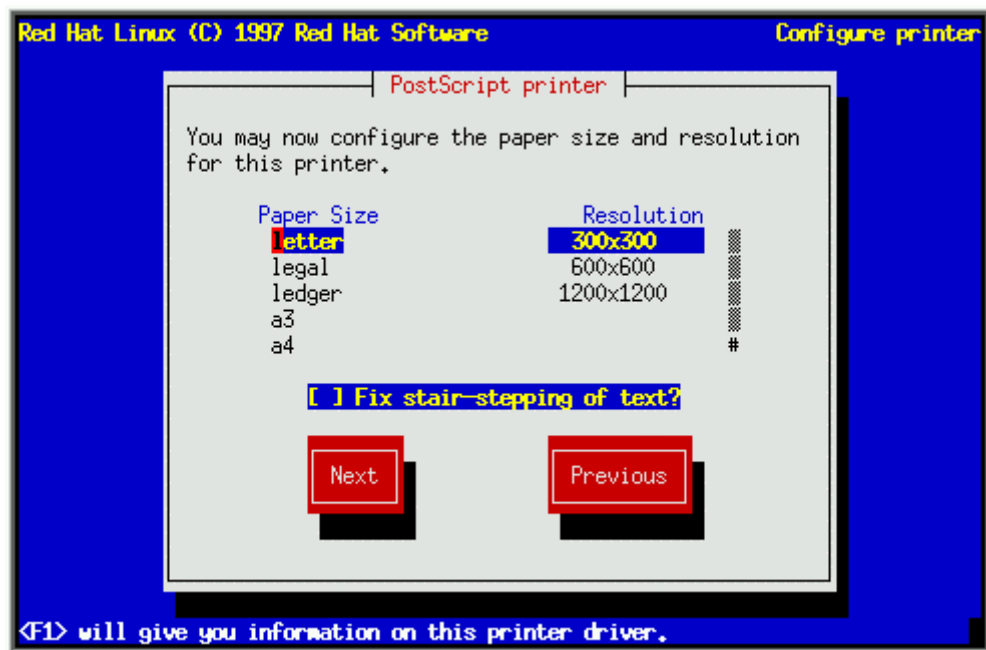 Red Hat Linux (C) 1997 Red Hat Software Configure printer
PostScript printer
You may now configure the paper size and resolution
for this printer.
Paper Size Resolution
letter 300x300
legal 600x600
ledger 1200x1200
a3
a4 #
[ ] Fix stair-stepping of text?
Next Previous
<F1> will give you information on this printer driver.